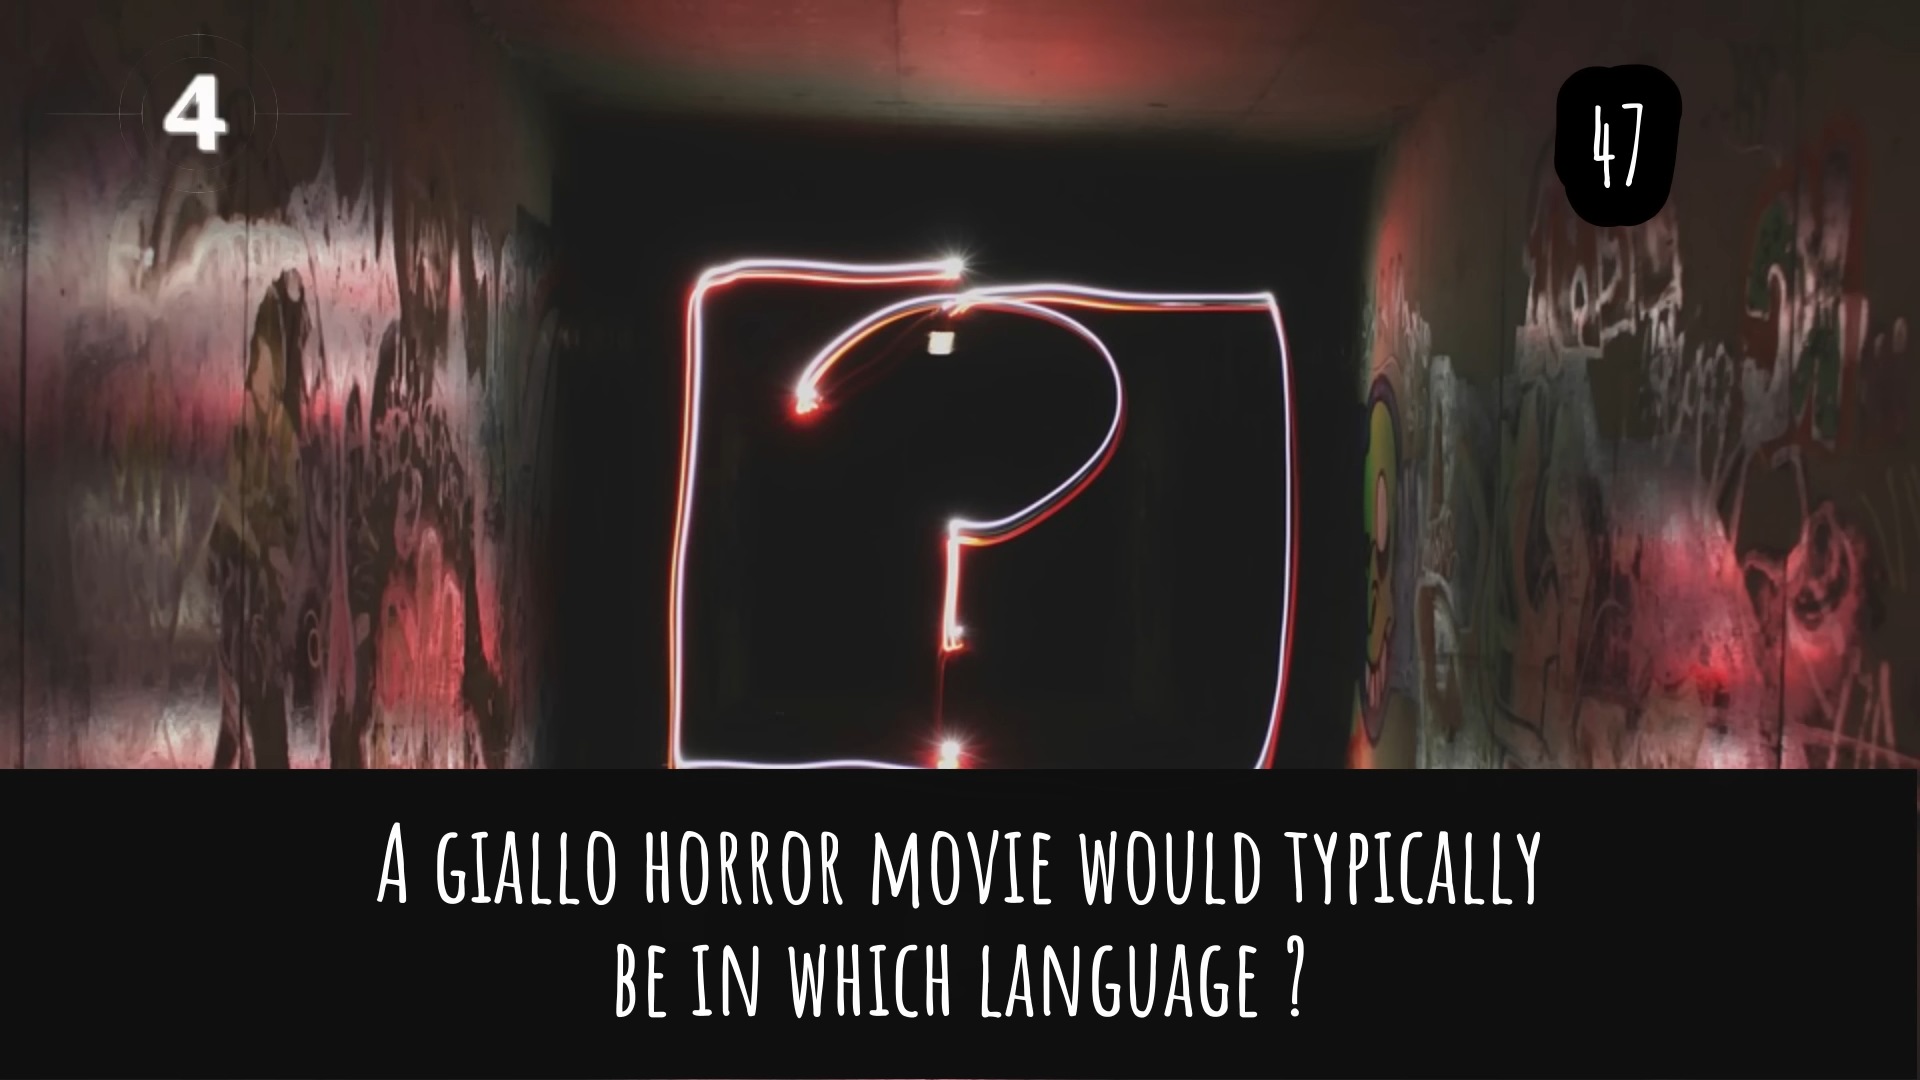 4
47
A GIALLO HORROR MOVIE WOULD TYPICALLY
BE IN WHICH LANGUAGE ?